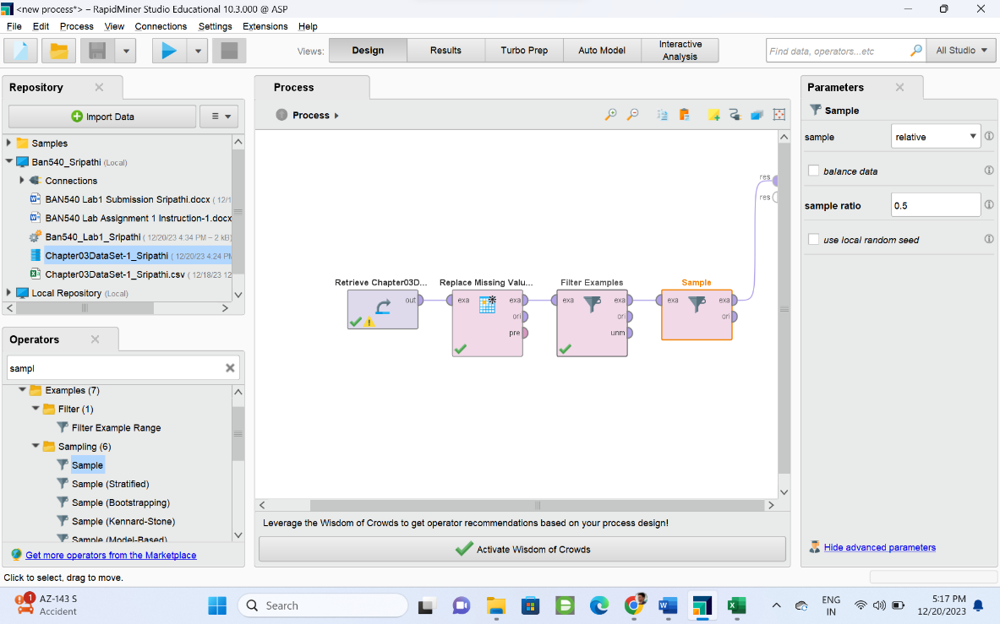 <new process*> – RapidMiner Studio Educational 10.3.000 @ ASP
File Edit Process View Connections Settings Extensions Help
Views: Design Results Turbo Prep Auto Model Interactive Analysis Find data, operators...etc All Studio
Repository
Import Data
Samples
Ban540_Sripathi (Local)
Connections
BAN540 Lab1 Submission Sripathi.docx ( 12/1
BAN540 Lab Assignment 1 Instruction-1.docx
Ban540_Lab1_Sripathi ( 12/20/23 4:34 PM – 2 kB)
Chapter03DataSet-1_Sripathi ( 12/20/23 4:24 PM
Chapter03DataSet-1_Sripathi.csv ( 12/18/23 12
Local Repository (Local)
Operators
sampl
Examples (7)
Filter (1)
Filter Example Range
Sampling (6)
Sample
Sample (Stratified)
Sample (Bootstrapping)
Sample (Kennard-Stone)
Sample (Model-Based)
Get more operators from the Marketplace
Process
Process
res
res
Retrieve Chapter03D... Replace Missing Valu... Filter Examples Sample
out exa exa exa exa exa exa
ori ori ori
pre unm
Leverage the Wisdom of Crowds to get operator recommendations based on your process design!
Activate Wisdom of Crowds
Parameters
Sample
sample relative
balance data
sample ratio 0.5
use local random seed
Hide advanced parameters
Click to select, drag to move.
1
AZ-143 S
Accident
Search
ENG
IN
5:17 PM
12/20/2023